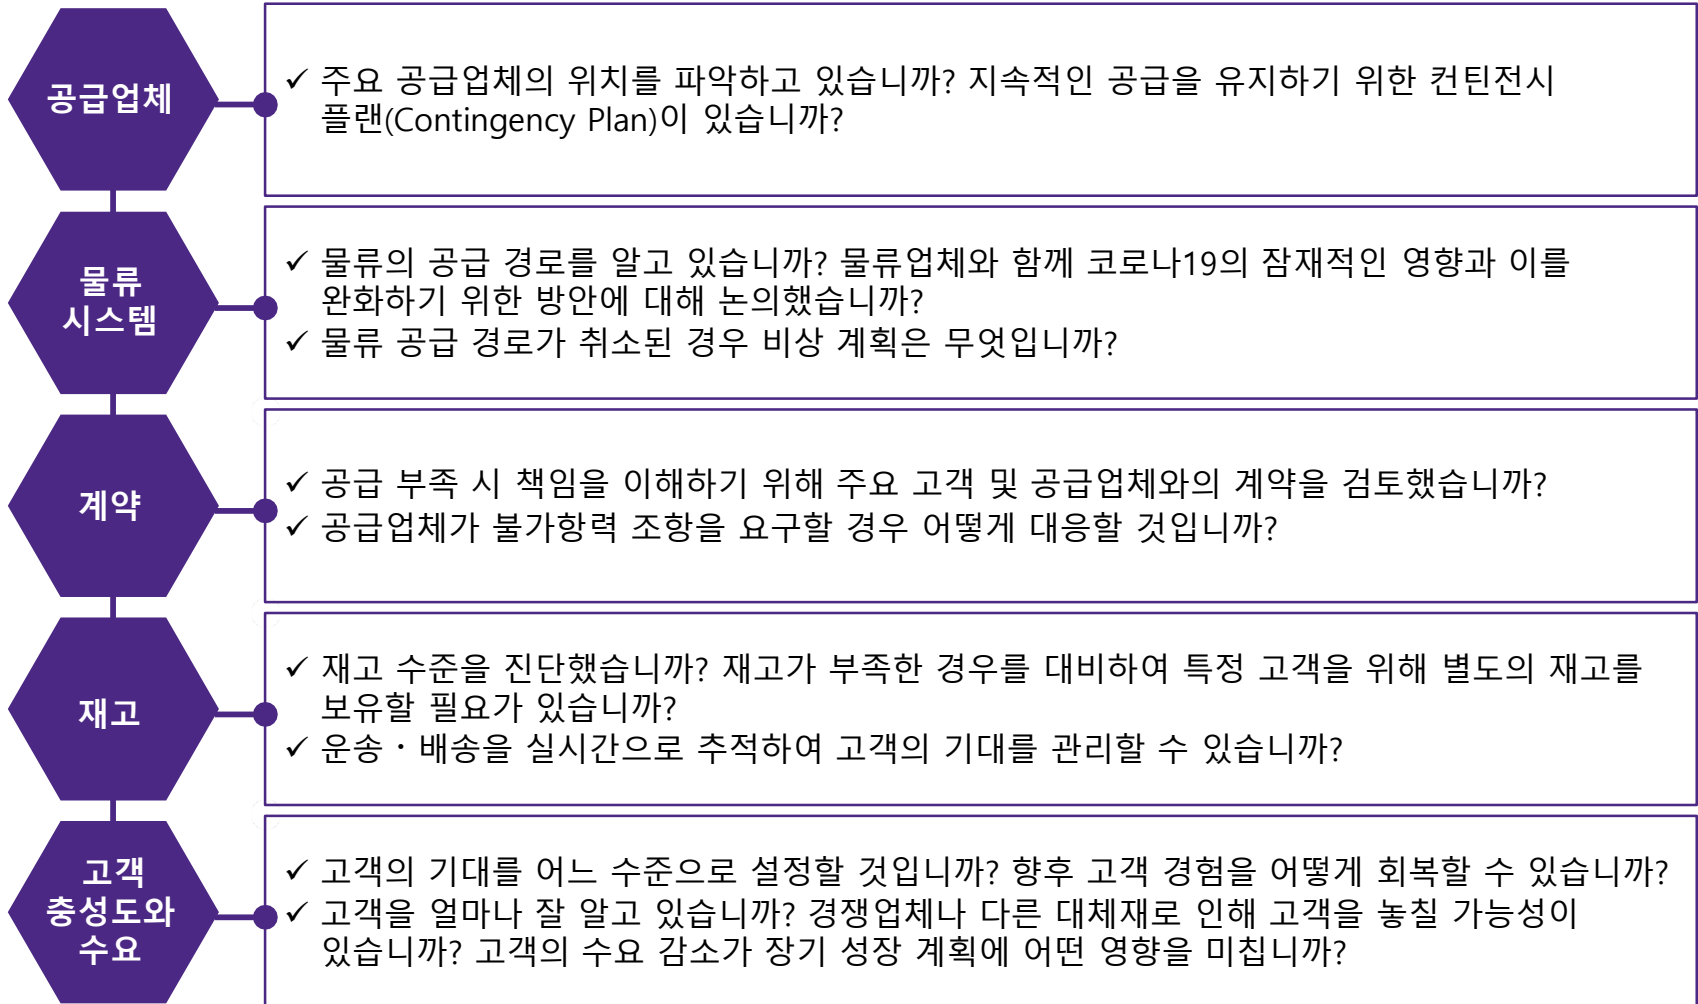 공급업체
✓ 주요 공급업체의 위치를 파악하고 있습니까? 지속적인 공급을 유지하기 위한 컨틴전시
플랜(Contingency Plan)이 있습니까?
물류
시스템
✓ 물류의 공급 경로를 알고 있습니까? 물류업체와 함께 코로나19의 잠재적인 영향과 이를
완화하기 위한 방안에 대해 논의했습니까?
✓ 물류 공급 경로가 취소된 경우 비상 계획은 무엇입니까?
계약
✓ 공급 부족 시 책임을 이해하기 위해 주요 고객 및 공급업체와의 계약을 검토했습니까?
✓ 공급업체가 불가항력 조항을 요구할 경우 어떻게 대응할 것입니까?
재고
✓ 재고 수준을 진단했습니까? 재고가 부족한 경우를 대비하여 특정 고객을 위해 별도의 재고를
보유할 필요가 있습니까?
✓ 운송・배송을 실시간으로 추적하여 고객의 기대를 관리할 수 있습니까?
고객
충성도와
수요
✓ 고객의 기대를 어느 수준으로 설정할 것입니까? 향후 고객 경험을 어떻게 회복할 수 있습니까?
✓ 고객을 얼마나 잘 알고 있습니까? 경쟁업체나 다른 대체재로 인해 고객을 놓칠 가능성이
있습니까? 고객의 수요 감소가 장기 성장 계획에 어떤 영향을 미칩니까?